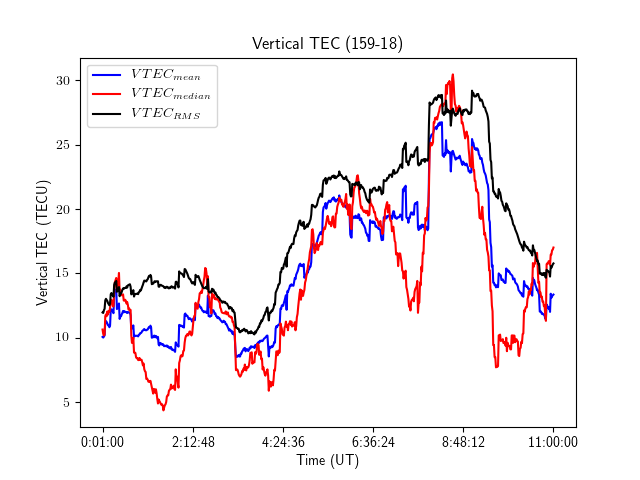 Vertical TEC (159-18)
VTEC_mean
VTEC_median
VTEC_RMS
30
25
20
15
10
5
Vertical TEC (TECU)
0:01:00 2:12:48 4:24:36 6:36:24 8:48:12 11:00:00
Time (UT)